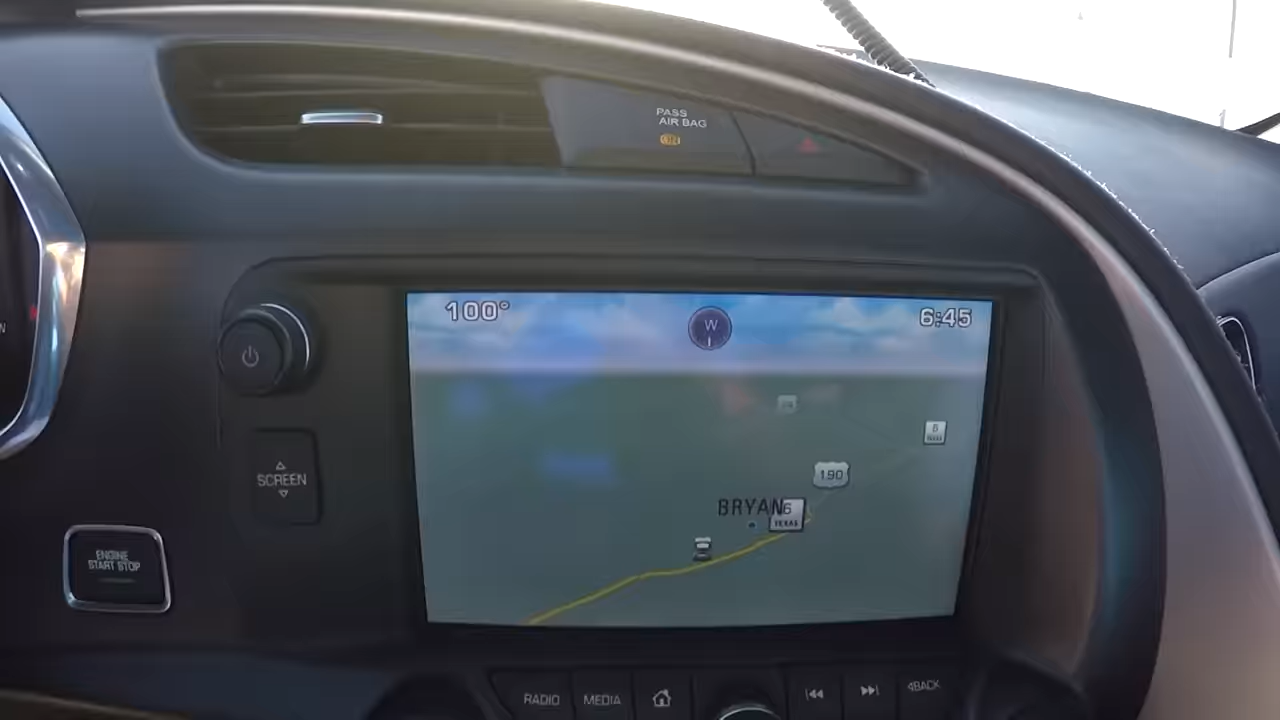 PASS
AIR BAG
100°
W
6:45
190
BRYAN
6
TEXAS
SCREEN
ENGINE
START STOP
RADIO
MEDIA
BACK